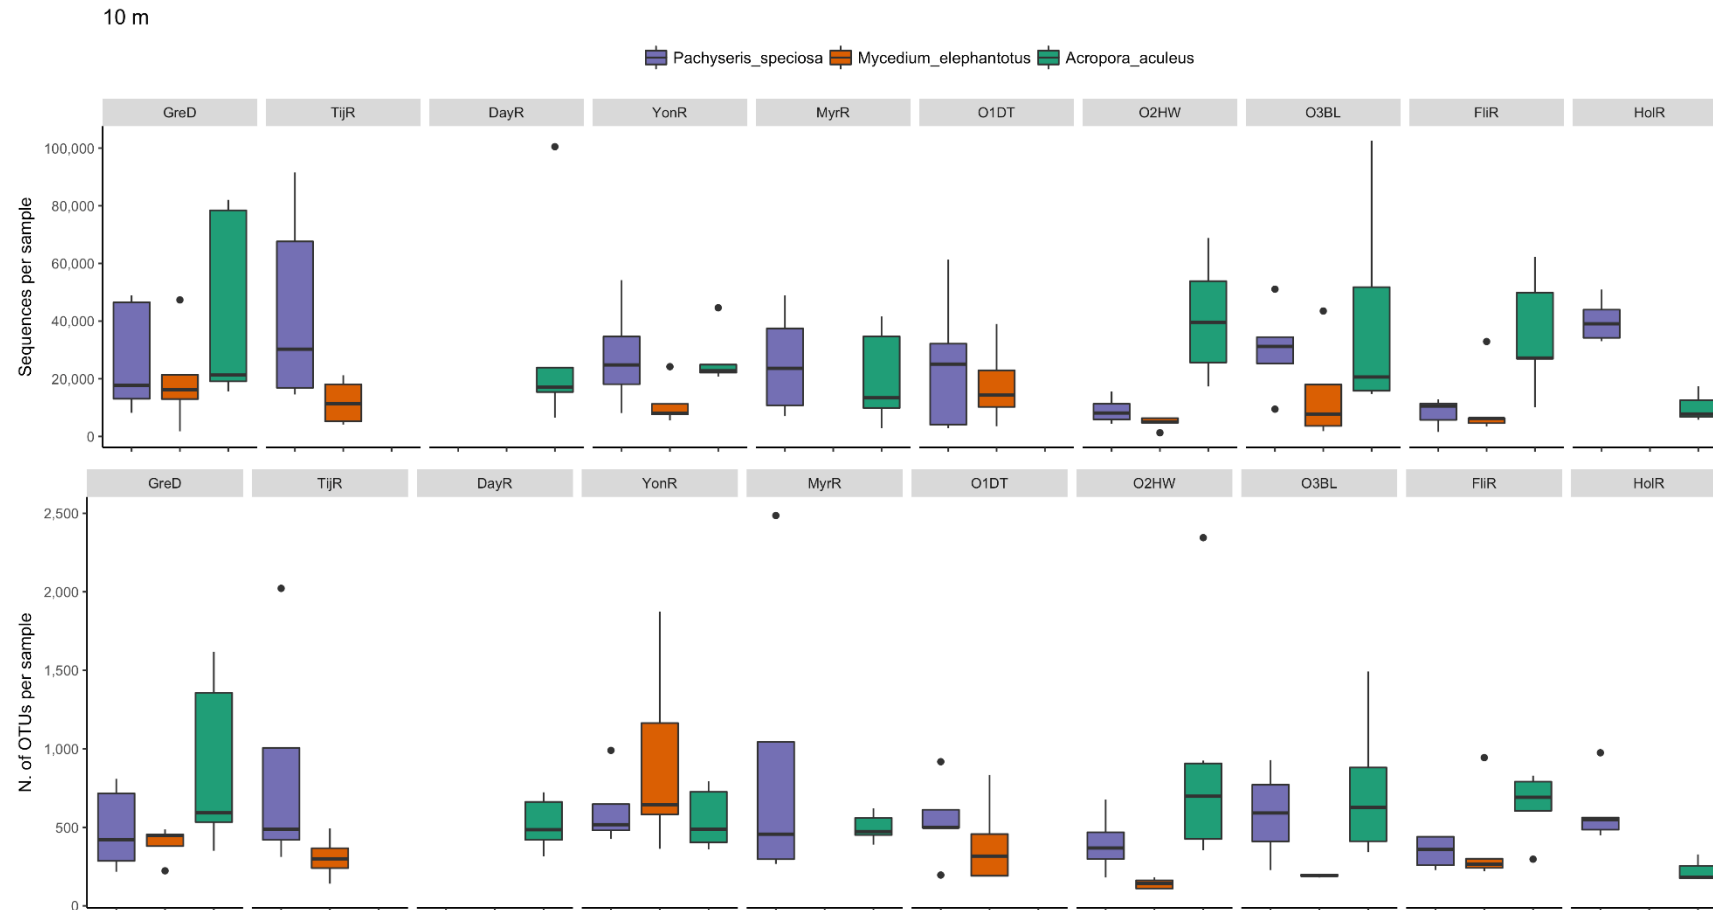 10 m
Pachyseris_speciosa Mycedium_elephantotus Acropora_aculeus
GreD TijR DayR YonR MyrR O1DT O2HW O3BL FliR HolR
Sequences per sample
100,000
80,000
60,000
40,000
20,000
0
GreD TijR DayR YonR MyrR O1DT O2HW O3BL FliR HolR
N. of OTUs per sample
2,500
2,000
1,500
1,000
500
0